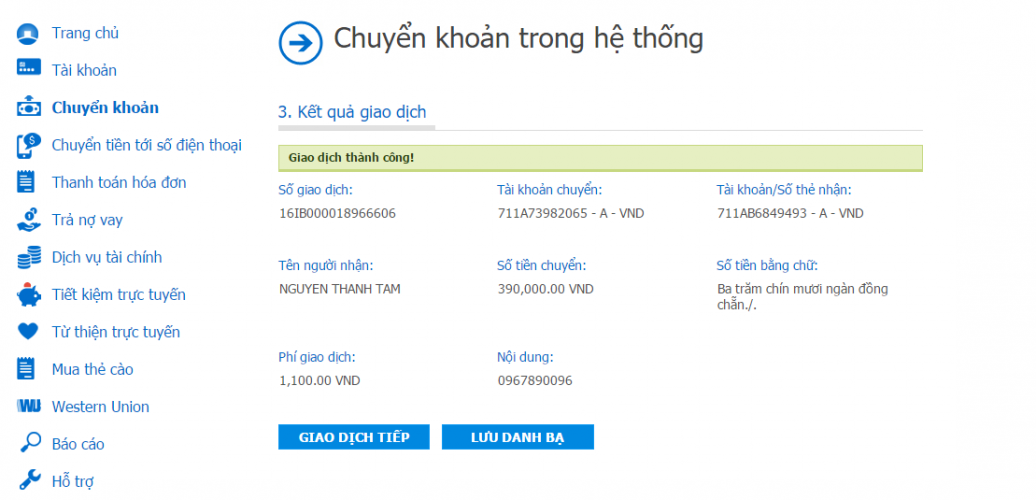 Trang chủ
Tài khoản
Chuyển khoản
Chuyển tiền tới số điện thoại
Thanh toán hóa đơn
Trả nợ vay
Dịch vụ tài chính
Tiết kiệm trực tuyến
Từ thiện trực tuyến
Mua thẻ cào
WU Western Union
Báo cáo
Hỗ trợ
Chuyển khoản trong hệ thống
3. Kết quả giao dịch
Giao dịch thành công!
Số giao dịch: Tài khoản chuyển: Tài khoản/Số thẻ nhận:
16IB000018966606 711A73982065 - A - VND 711AB6849493 - A - VND
Tên người nhận: Số tiền chuyển: Số tiền bằng chữ:
NGUYEN THANH TAM 390,000.00 VND Ba trăm chín mươi ngàn đồng
chẵn./.
Phí giao dịch: Nội dung:
1,100.00 VND 0967890096
GIAO DỊCH TIẾP LƯU DANH BẠ